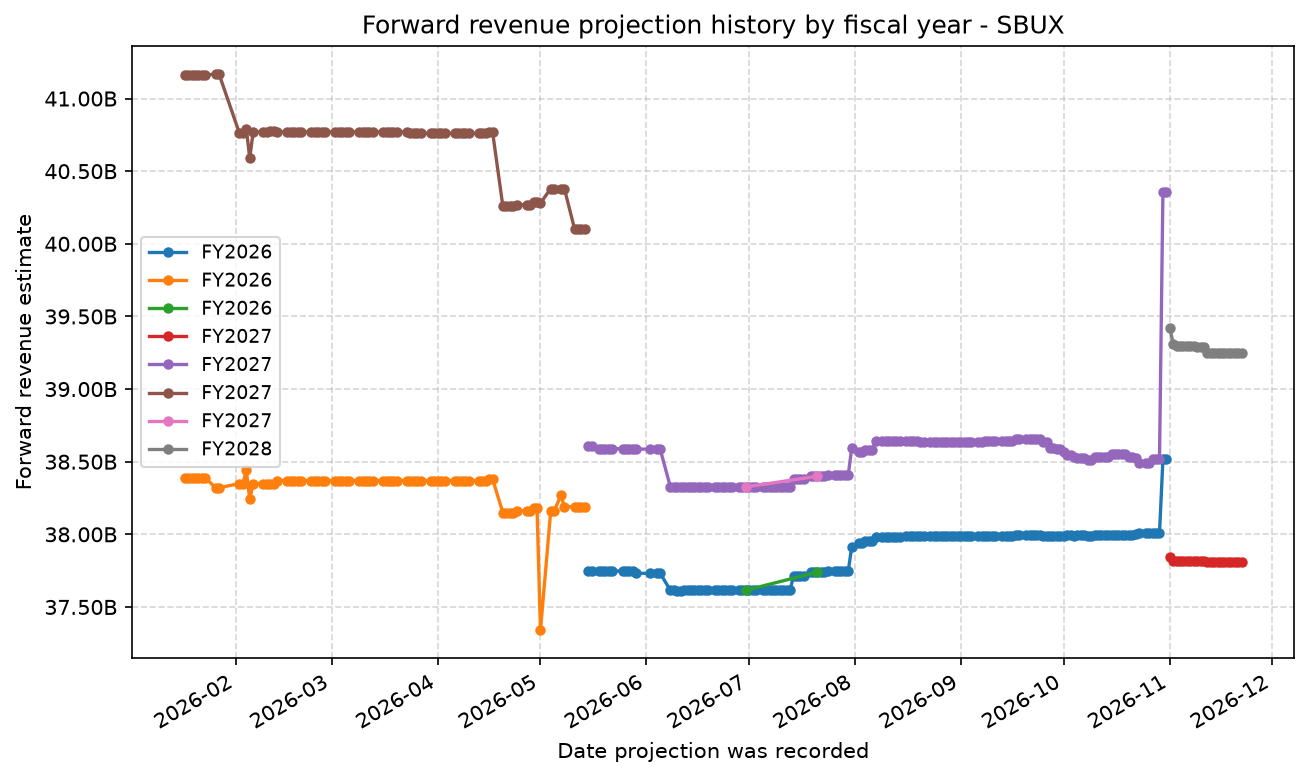 Forward revenue projection history by fiscal year - SBUX
Forward revenue estimate
41.00B
40.50B
40.00B
39.50B
39.00B
38.50B
38.00B
37.50B
FY2026
FY2026
FY2026
FY2027
FY2027
FY2027
FY2027
FY2028
2026-02
2026-03
2026-04
2026-05
2026-06
2026-07
2026-08
2026-09
2026-10
2026-11
2026-12
Date projection was recorded